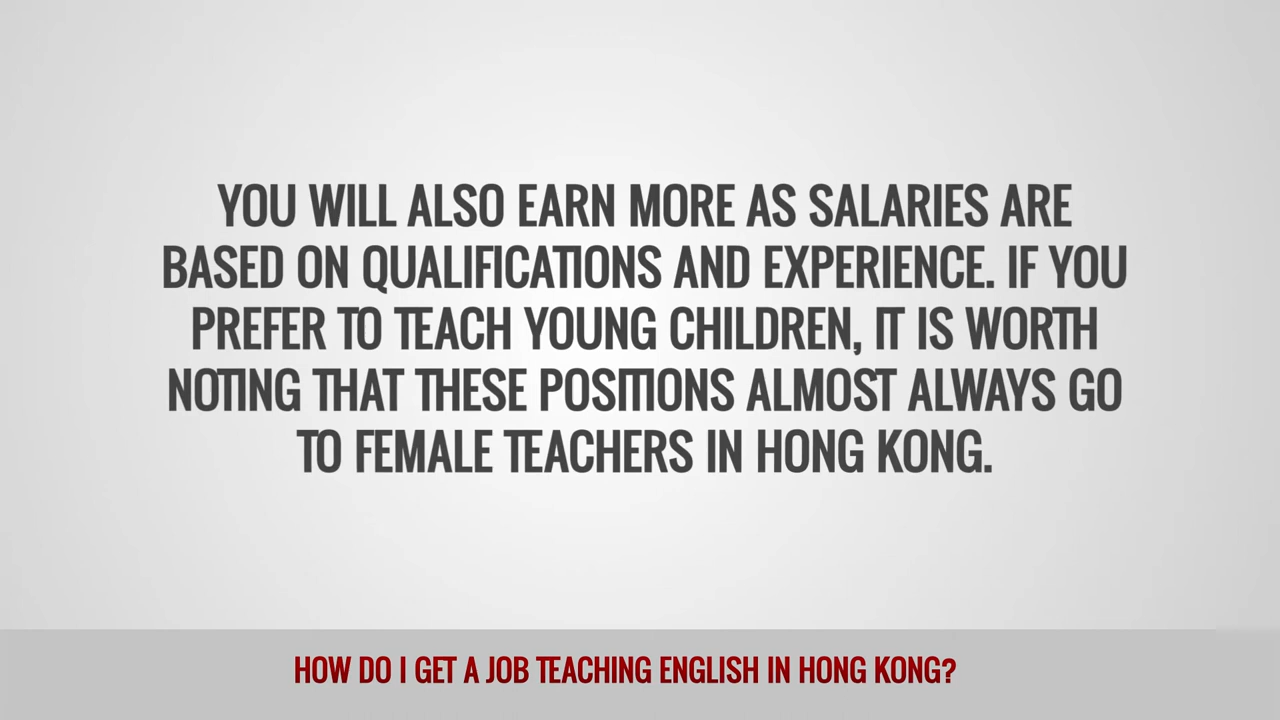 YOU WILL ALSO EARN MORE AS SALARIES ARE
BASED ON QUALIFICATIONS AND EXPERIENCE. IF YOU
PREFER TO TEACH YOUNG CHILDREN, IT IS WORTH
NOTING THAT THESE POSITIONS ALMOST ALWAYS GO
TO FEMALE TEACHERS IN HONG KONG.
HOW DO I GET A JOB TEACHING ENGLISH IN HONG KONG?